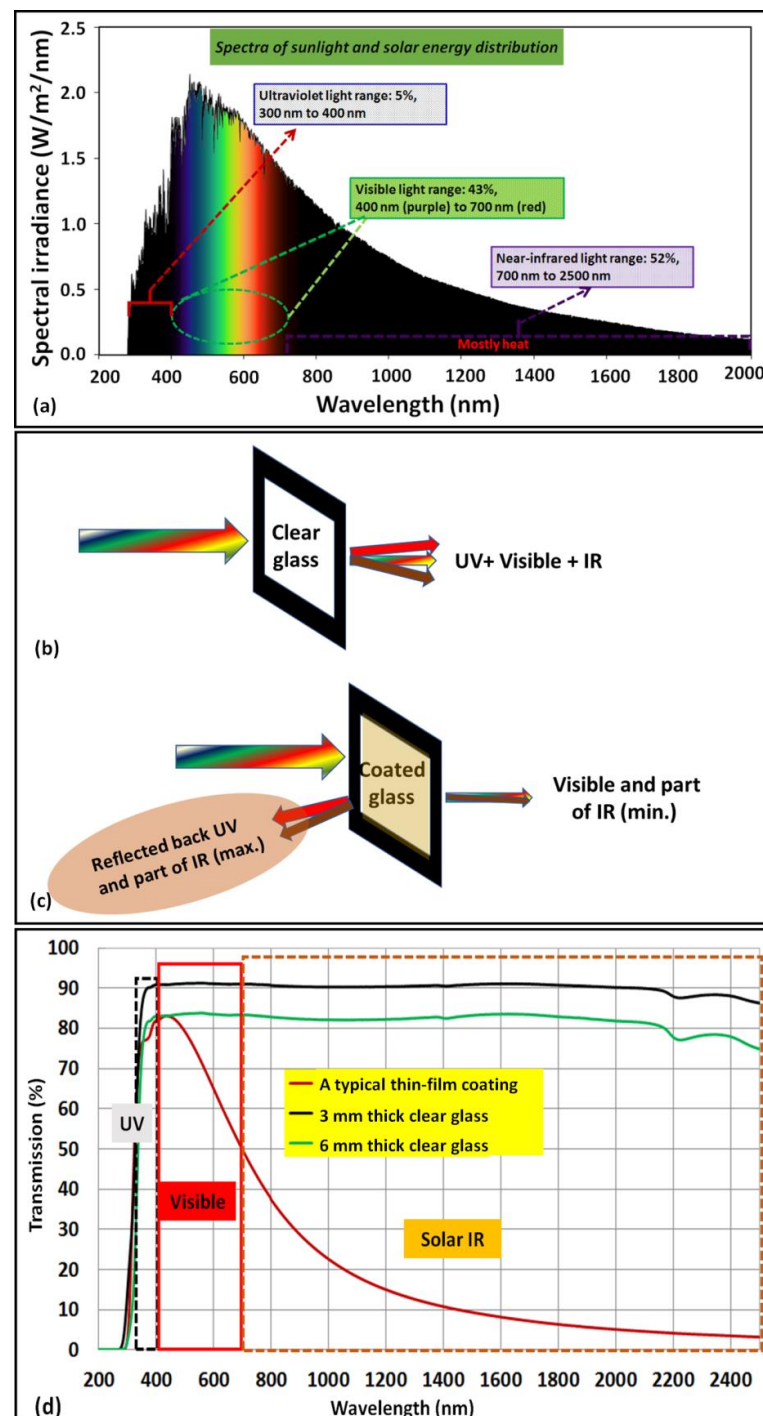 Spectra of sunlight and solar energy distribution
2.5
2.0
1.5
1.0
0.5
0.0
Spectral irradiance (W/m²/nm)
Ultraviolet light range: 5%,
300 nm to 400 nm
Visible light range: 43%,
400 nm (purple) to 700 nm (red)
Near-infrared light range: 52%,
700 nm to 2500 nm
Mostly heat
200 400 600 800 1000 1200 1400 1600 1800 2000
Wavelength (nm)
(a)
Clear
glass
UV+ Visible + IR
(b)
Coated
glass
Visible and part
of IR (min.)
Reflected back UV
and part of IR (max.)
(c)
100
90
80
70
60
50
40
30
20
10
0
Transmission (%)
UV
Visible
A typical thin-film coating
3 mm thick clear glass
6 mm thick clear glass
Solar IR
200 400 600 800 1000 1200 1400 1600 1800 2000 2200 2400
Wavelength (nm)
(d)